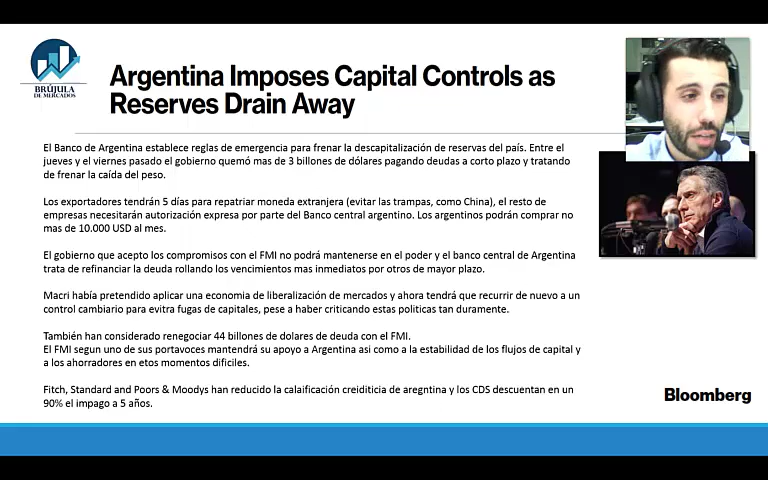 BRÚJULA
DE MERCADOS
Argentina Imposes Capital Controls as
Reserves Drain Away
El Banco de Argentina establece reglas de emergencia para frenar la descapitalización de reservas del país. Entre el
jueves y el viernes pasado el gobierno quemó mas de 3 billones de dólares pagando deudas a corto plazo y tratando
de frenar la caída del peso.
Los exportadores tendrán 5 días para repatriar moneda extranjera (evitar las trampas, como China), el resto de
empresas necesitarán autorización expresa por parte del Banco central argentino. Los argentinos podrán comprar no
mas de 10.000 USD al mes.
El gobierno que acepto los compromisos con el FMI no podrá mantenerse en el poder y el banco central de Argentina
trata de refinanciar la deuda rollando los vencimientos mas inmediatos por otros de mayor plazo.
Macri había pretendido aplicar una economia de liberalización de mercados y ahora tendrá que recurrir de nuevo a un
control cambiario para evitra fugas de capitales, pese a haber criticando estas politicas tan duramente.
También han considerado renegociar 44 billones de dolares de deuda con el FMI.
El FMI segun uno de sus portavoces mantendrá su apoyo a Argentina asi como a la estabilidad de los flujos de capital y
a los ahorradores en etos momentos dificiles.
Fitch, Standard and Poors & Moodys han reducido la calaificación creiditicia de aregntina y los CDS descuentan en un
90% el impago a 5 años.
Bloomberg